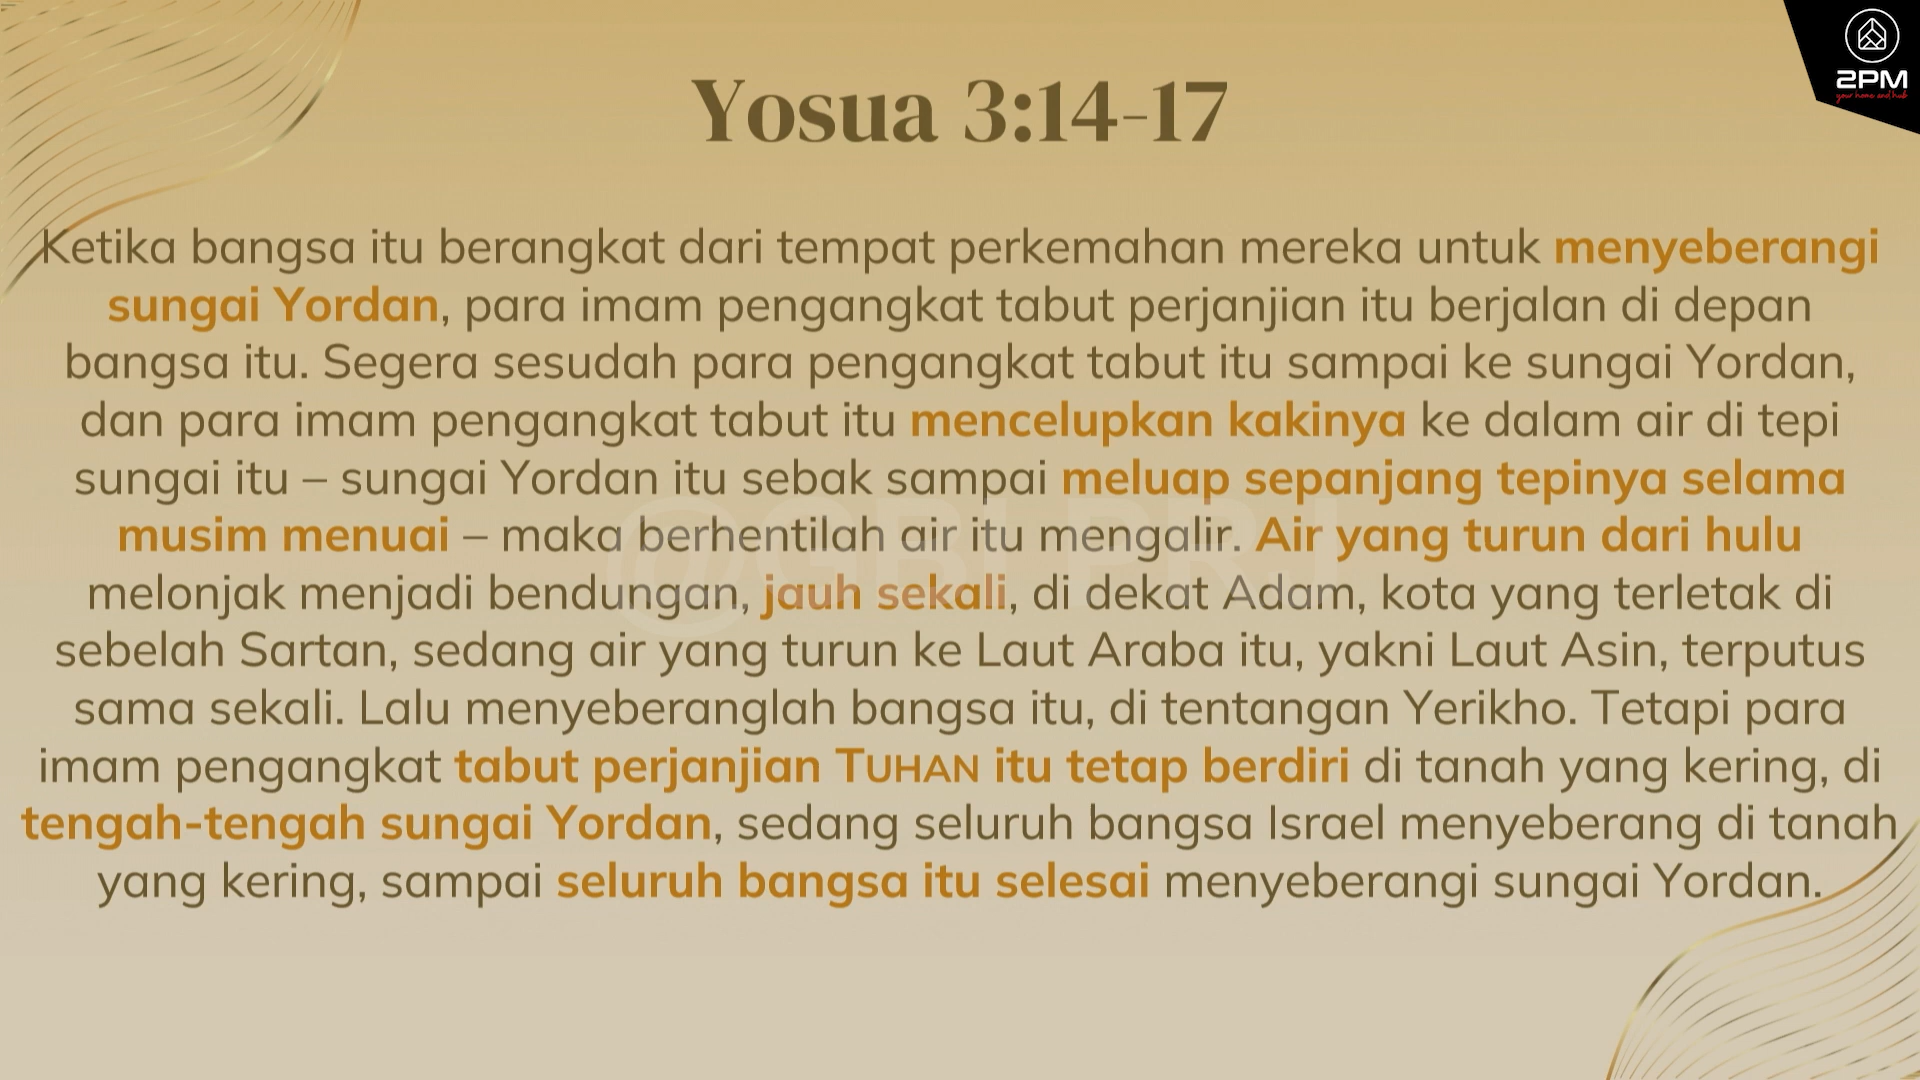 2PM
your home and hub
Yosua 3:14-17
Ketika bangsa itu berangkat dari tempat perkemahan mereka untuk menyeberangi
sungai Yordan, para imam pengangkat tabut perjanjian itu berjalan di depan
bangsa itu. Segera sesudah para pengangkat tabut itu sampai ke sungai Yordan,
dan para imam pengangkat tabut itu mencelupkan kakinya ke dalam air di tepi
sungai itu – sungai Yordan itu sebak sampai meluap sepanjang tepinya selama
musim menuai – maka berhentilah air itu mengalir. Air yang turun dari hulu
melonjak menjadi bendungan, jauh sekali, di dekat Adam, kota yang terletak di
sebelah Sartan, sedang air yang turun ke Laut Araba itu, yakni Laut Asin, terputus
sama sekali. Lalu menyeberanglah bangsa itu, di tentangan Yerikho. Tetapi para
imam pengangkat tabut perjanjian TUHAN itu tetap berdiri di tanah yang kering, di
tengah-tengah sungai Yordan, sedang seluruh bangsa Israel menyeberang di tanah
yang kering, sampai seluruh bangsa itu selesai menyeberangi sungai Yordan.
@GBI PRJ